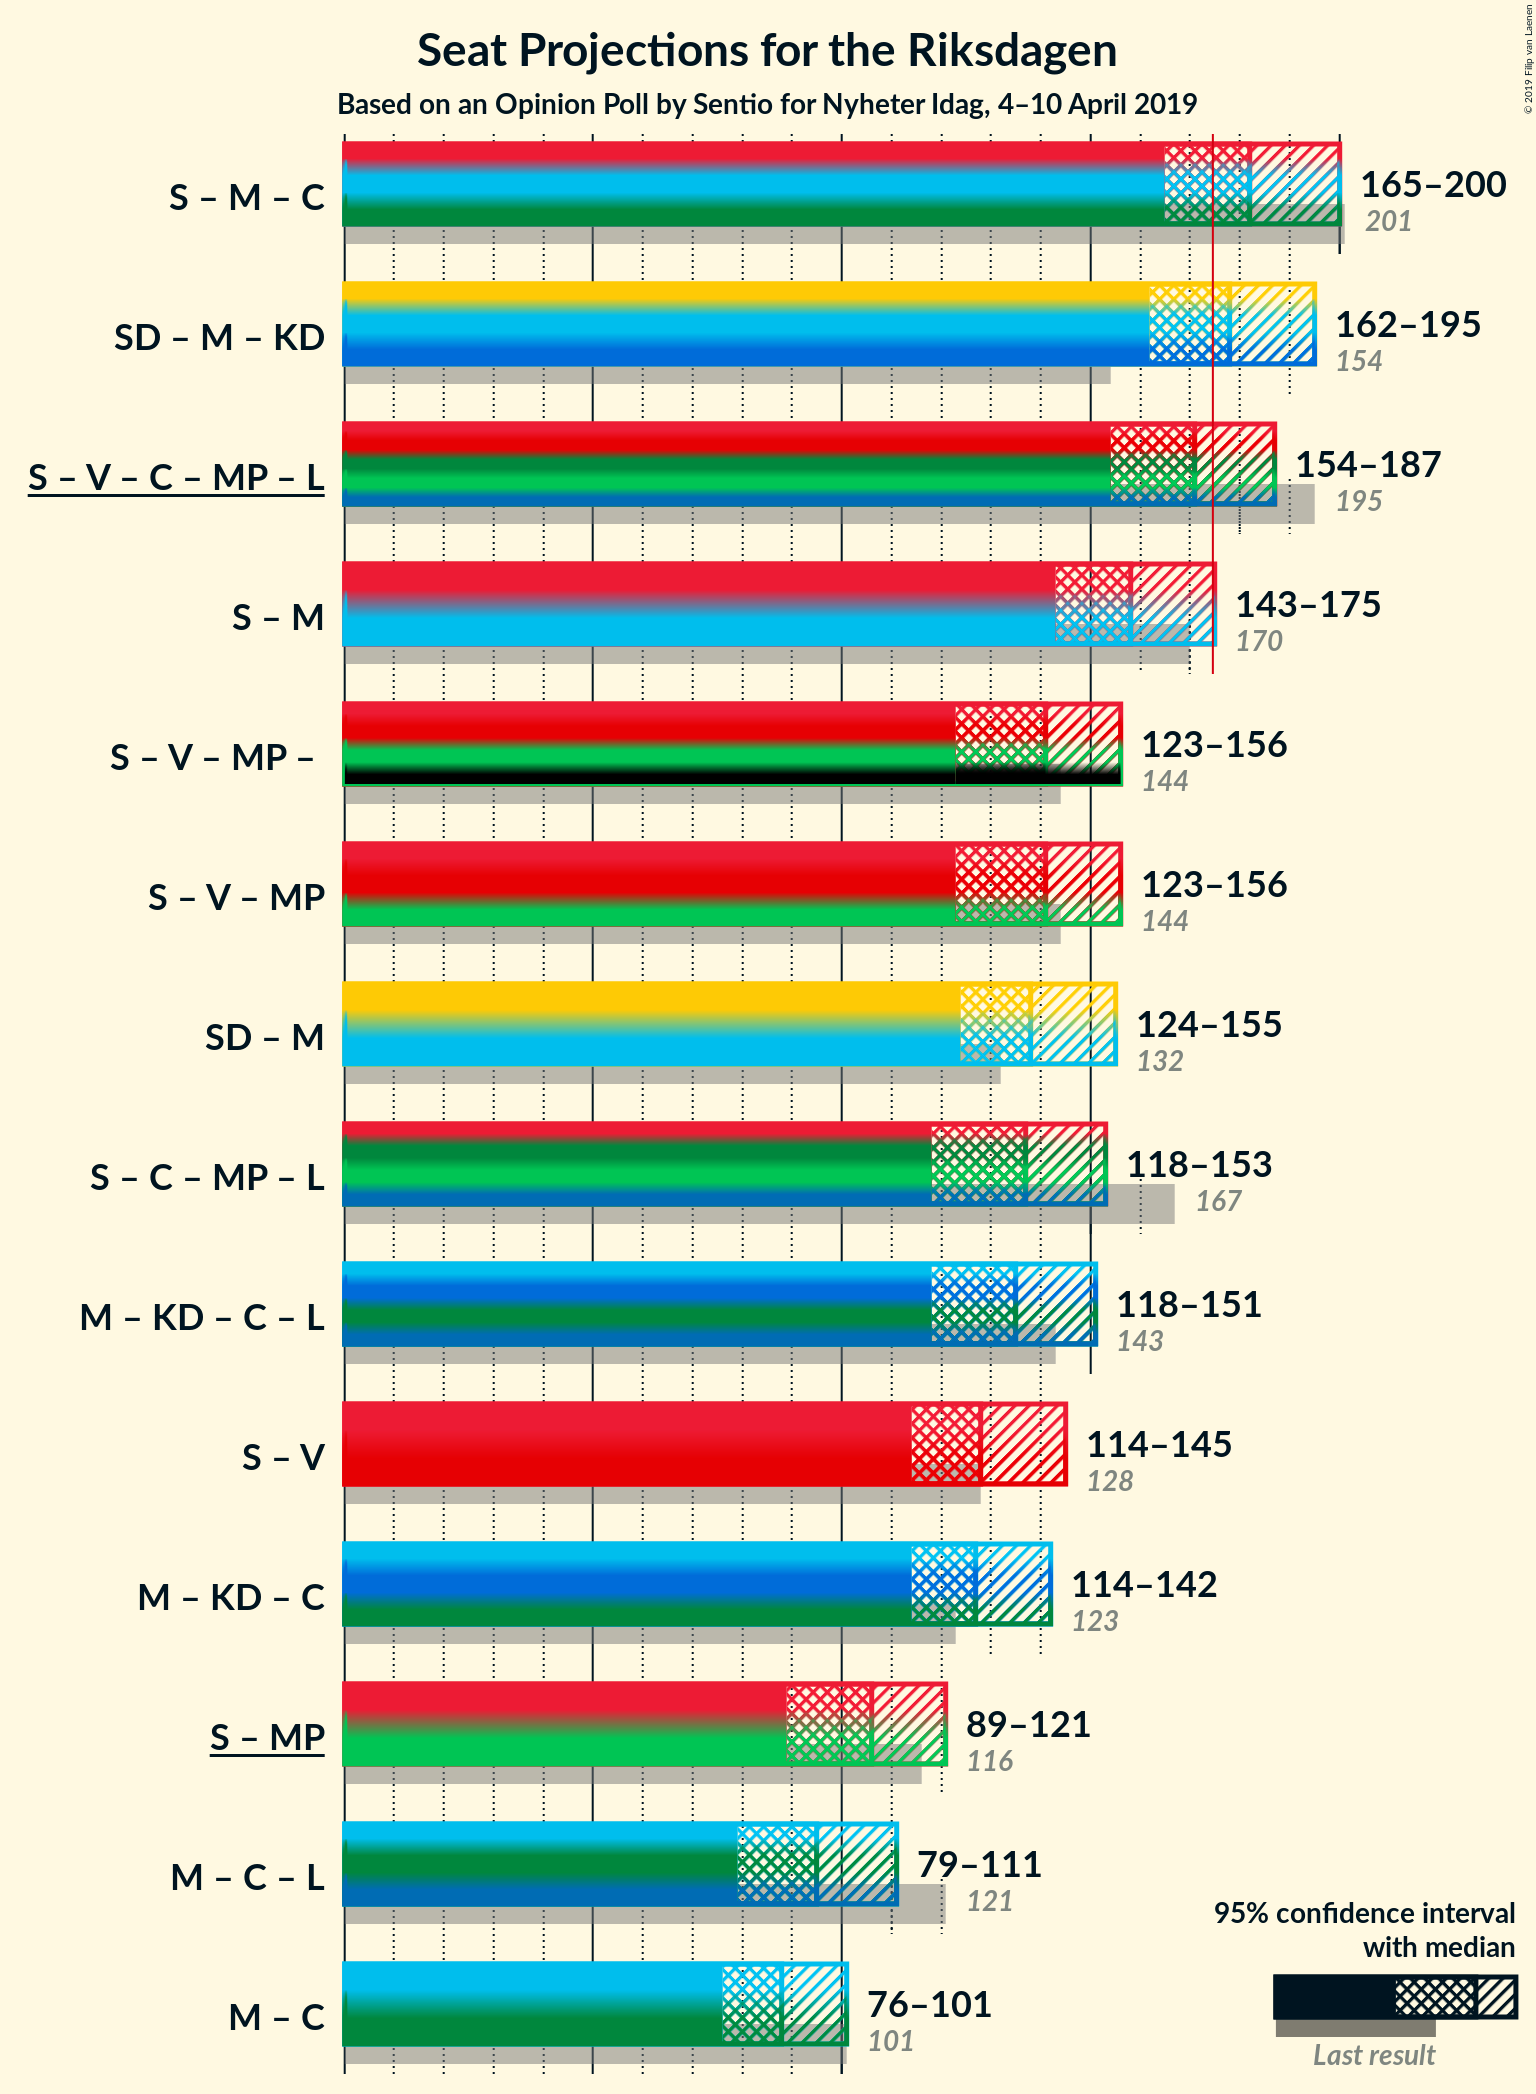 Seat Projections for the Riksdagen
Based on an Opinion Poll by Sentio for Nyheter Idag, 4–10 April 2019
© 2019 Filip van Laenen
S – M – C
165–200
201
SD – M – KD
162–195
154
S – V – C – MP – L
154–187
195
S – M
143–175
170
S – V – MP –
123–156
144
S – V – MP
123–156
144
SD – M
124–155
132
S – C – MP – L
118–153
167
M – KD – C – L
118–151
143
S – V
114–145
128
M – KD – C
114–142
123
S – MP
89–121
116
M – C – L
79–111
121
M – C
76–101
101
95% confidence interval
with median
Last result